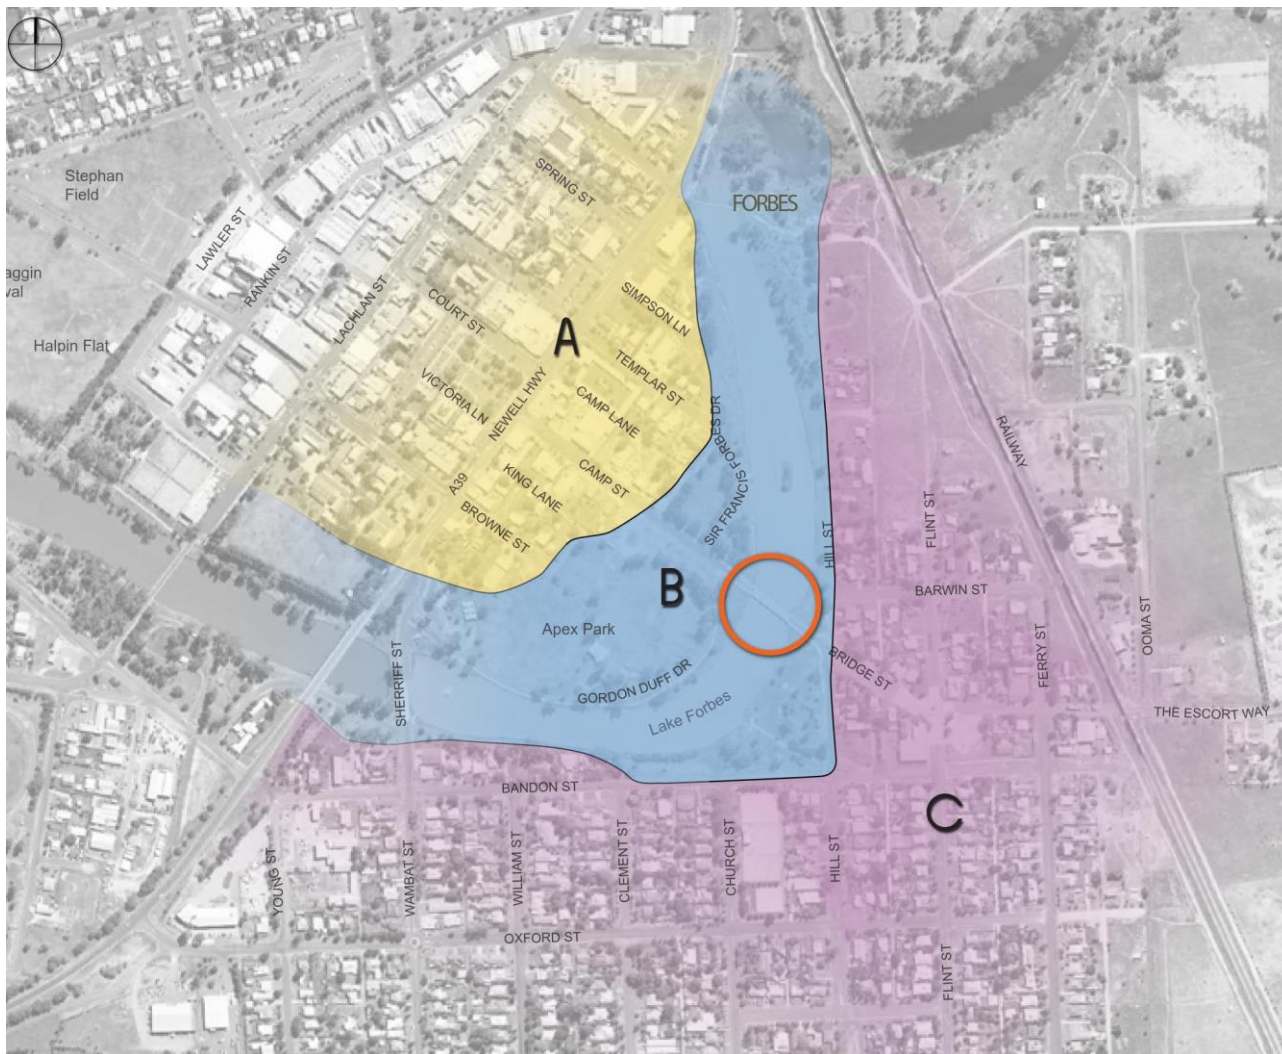 Stephan
Field
SPRING ST
FORBES
LAWLER ST
RANKIN ST
aggin
val
LACHLAN ST
COURT ST
SIMPSON LN
Halpin Flat
A
TEMPLAR ST
VICTORIA LN
NEWELL HWY
CAMP LANE
SIR FRANCIS FORBES DR
RAILWAY
A39
KING LANE
CAMP ST
BROWNE ST
HILL ST
FLINT ST
B
BARWIN ST
OOMA ST
Apex Park
SHERRIFF ST
GORDON DUFF DR
BRIDGE ST
FERRY ST
Lake Forbes
THE ESCORT WAY
BANDON ST
C
YOUNG ST
WAMBAT ST
WILLIAM ST
CLEMENT ST
CHURCH ST
HILL ST
OXFORD ST
FLINT ST